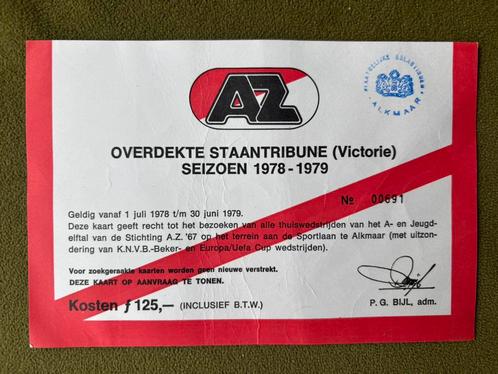 AZ
PLAATSELIJKE BELASTINGEN
ALKMAAR
OVERDEKTE STAANTRIBUNE (Victorie)
SEIZOEN 1978-1979
No 00691
Geldig vanaf 1 juli 1978 t/m 30 juni 1979.
Deze kaart geeft recht tot het bezoeken van alle thuiswedstrijden van het A- en Jeugd-
elftal van de Stichting A.Z. '67 op het terrein aan de Sportlaan te Alkmaar (met uitzon-
dering van K.N.V.B.-Beker- en Europa/Uefa Cup wedstrijden).
Voor zoekgeraakte kaarten worden geen nieuwe verstrekt.
DEZE KAART OP AANVRAAG TE TONEN.
Kosten ƒ 125,— (INCLUSIEF B.T.W.)
P. G. BIJL, adm.